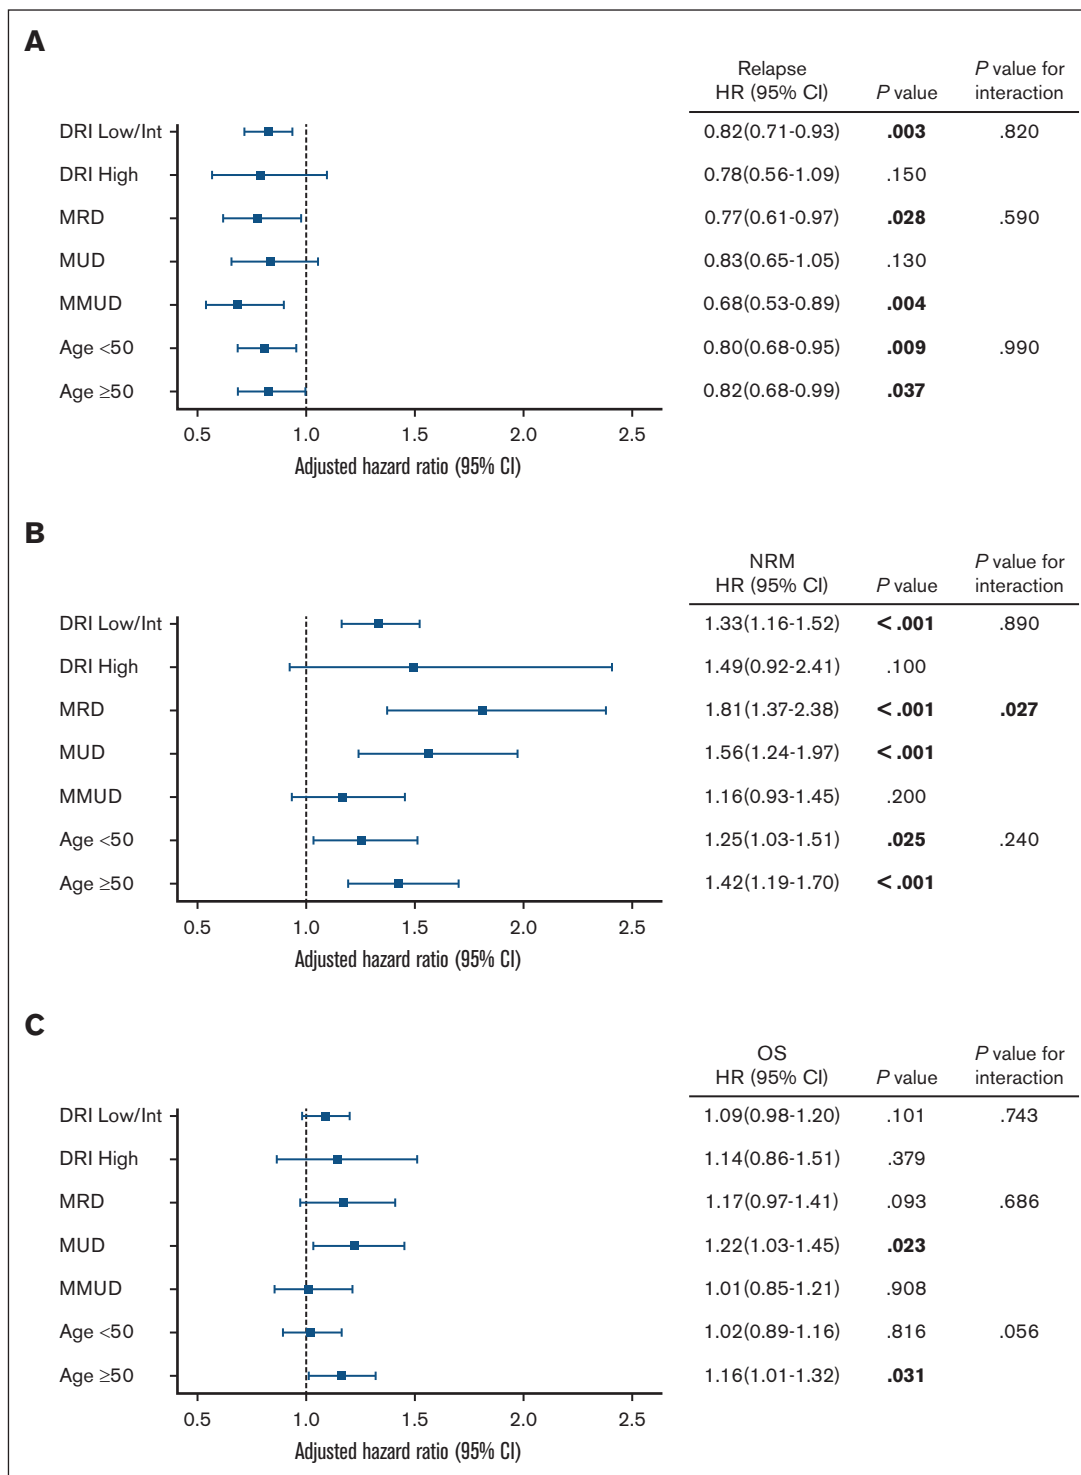 A
Relapse HR (95% CI) P value P value for interaction
DRI Low/Int 0.82(0.71-0.93) .003 .820
DRI High 0.78(0.56-1.09) .150
MRD 0.77(0.61-0.97) .028 .590
MUD 0.83(0.65-1.05) .130
MMUD 0.68(0.53-0.89) .004
Age <50 0.80(0.68-0.95) .009 .990
Age ≥50 0.82(0.68-0.99) .037
0.5 1.0 1.5 2.0 2.5
Adjusted hazard ratio (95% CI)
B
NRM HR (95% CI) P value P value for interaction
DRI Low/Int 1.33(1.16-1.52) <.001 .890
DRI High 1.49(0.92-2.41) .100
MRD 1.81(1.37-2.38) <.001 .027
MUD 1.56(1.24-1.97) <.001
MMUD 1.16(0.93-1.45) .200
Age <50 1.25(1.03-1.51) .025 .240
Age ≥50 1.42(1.19-1.70) <.001
0.5 1.0 1.5 2.0 2.5
Adjusted hazard ratio (95% CI)
C
OS HR (95% CI) P value P value for interaction
DRI Low/Int 1.09(0.98-1.20) .101 .743
DRI High 1.14(0.86-1.51) .379
MRD 1.17(0.97-1.41) .093 .686
MUD 1.22(1.03-1.45) .023
MMUD 1.01(0.85-1.21) .908
Age <50 1.02(0.89-1.16) .816 .056
Age ≥50 1.16(1.01-1.32) .031
0.5 1.0 1.5 2.0 2.5
Adjusted hazard ratio (95% CI)